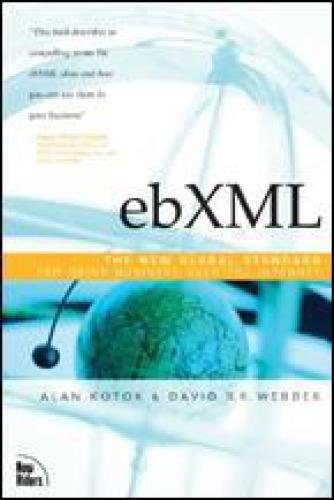 "This book describes in
compelling terms the
ebXML ideas and how
you can use them in
your business"
ebXML
THE NEW GLOBAL STANDARD
FOR DOING BUSINESS OVER THE INTERNET
ALAN KOTOK & DAVID R.R. WEBBER
New
Riders